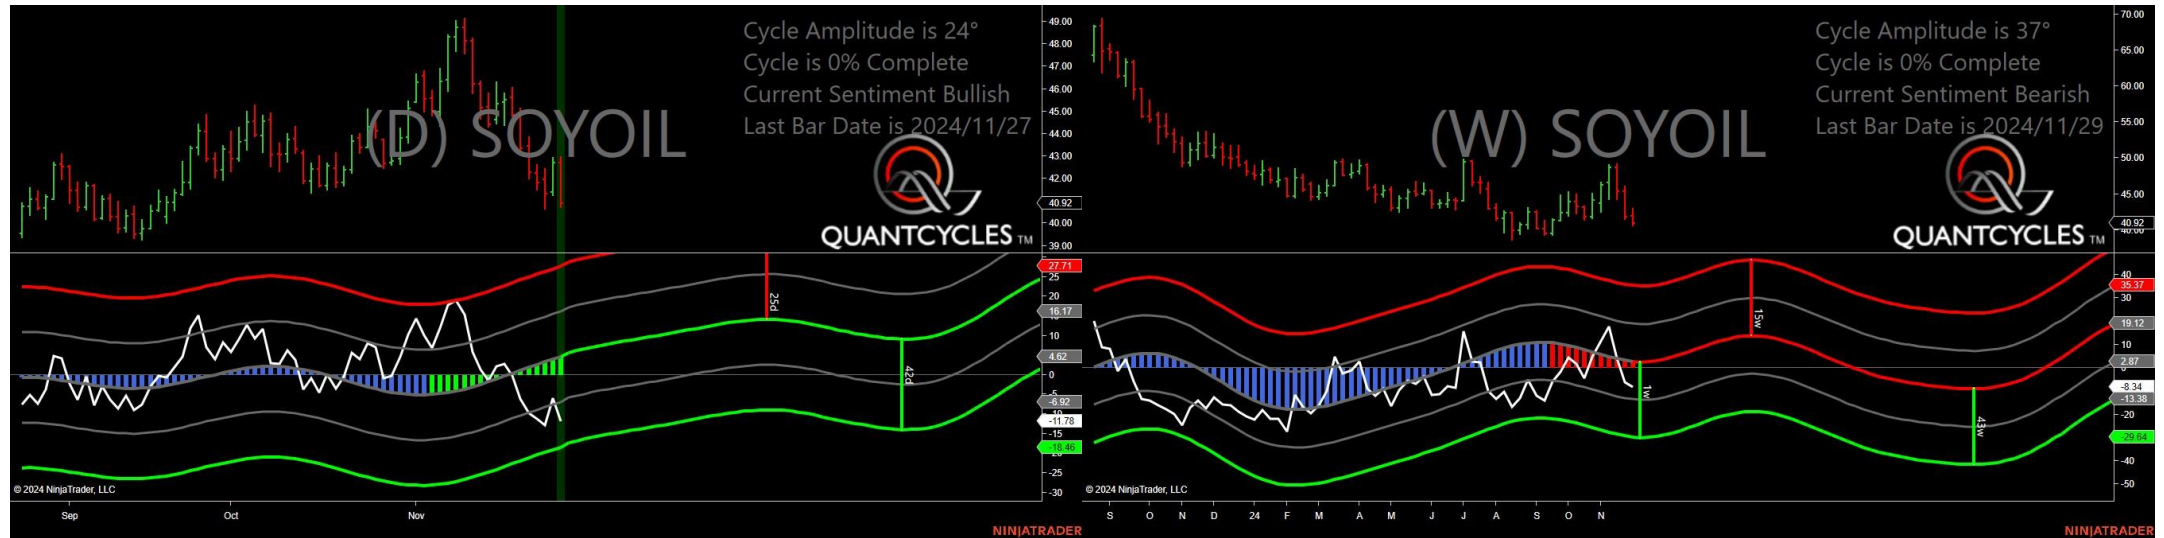 Cycle Amplitude is 24°
Cycle is 0% Complete
Current Sentiment Bullish
Last Bar Date is 2024/11/27
(D) SOYOIL
QUANTCYCLES TM
49.00
48.00
47.00
46.00
45.00
44.00
43.00
42.00
40.92
40.00
39.00
27.71
25
20
16.17
10
4.62
0
-5
-6.92
-11.78
-15
-18.46
-25
-30
25d
42d
© 2024 NinjaTrader, LLC
Sep Oct Nov
NINJATRADER
Cycle Amplitude is 37°
Cycle is 0% Complete
Current Sentiment Bearish
Last Bar Date is 2024/11/29
(W) SOYOIL
QUANTCYCLES TM
70.00
65.00
60.00
55.00
50.00
45.00
40.92
40.00
40
35.37
30
19.12
10
2.87
-8.34
-13.38
-20
-29.64
-40
-50
15w
1w
43w
© 2024 NinjaTrader, LLC
S O N D 24 F M A M J J A S O N
NINJATRADER